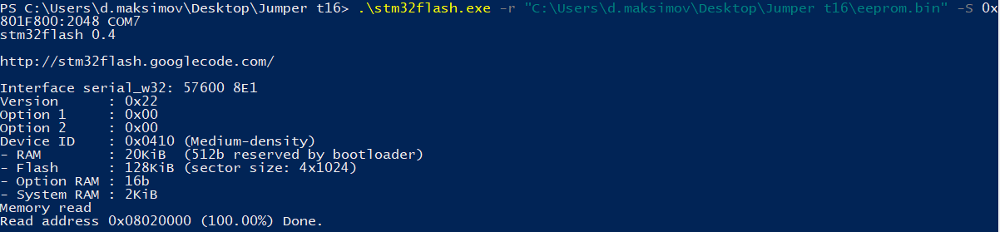 PS C:\Users\d.maksimov\Desktop\Jumper t16> .\stm32flash.exe -r "C:\Users\d.maksimov\Desktop\Jumper t16\eeprom.bin" -S 0x
801F800:2048 COM7
stm32flash 0.4
http://stm32flash.googlecode.com/
Interface serial_w32: 57600 8E1
Version      : 0x22
Option 1     : 0x00
Option 2     : 0x00
Device ID    : 0x0410 (Medium-density)
- RAM        : 20KiB  (512b reserved by bootloader)
- Flash      : 128KiB (sector size: 4x1024)
- Option RAM : 16b
- System RAM : 2KiB
Memory read
Read address 0x08020000 (100.00%) Done.